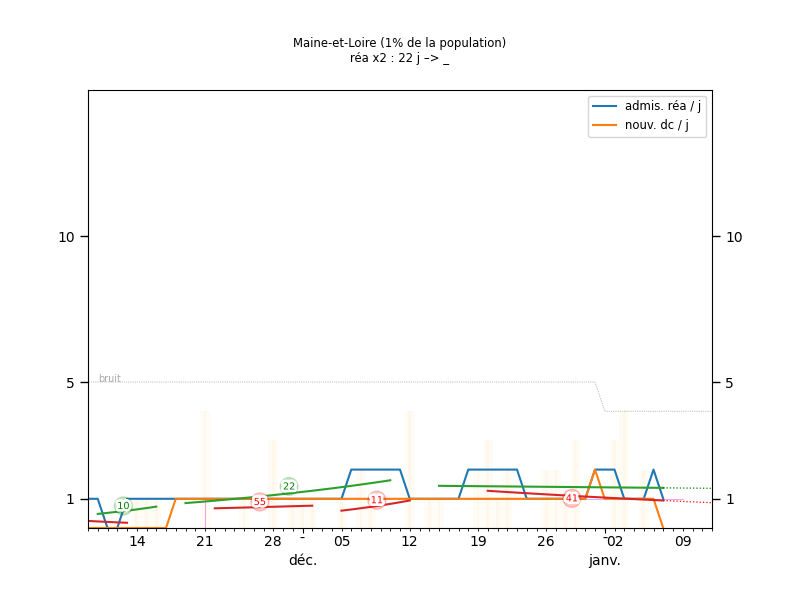 Maine-et-Loire (1% de la population)
réa x2 : 22 j –> _
admis. réa / j
nouv. dc / j
10 10
bruit
5 5
22
10 55 11 41
1 1
14 21 28 - 05 12 19 26 -02 09
déc. janv.